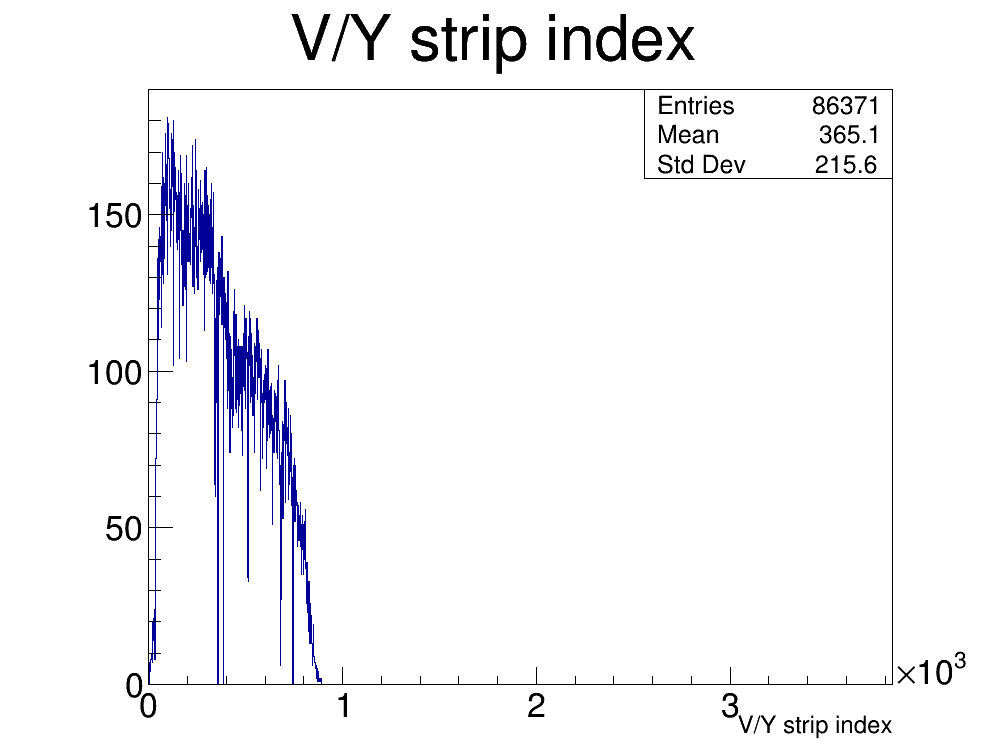 V/Y strip index
Entries 86371
Mean 365.1
Std Dev 215.6
150
100
50
0
0 1 2 3
×10³
V/Y strip index